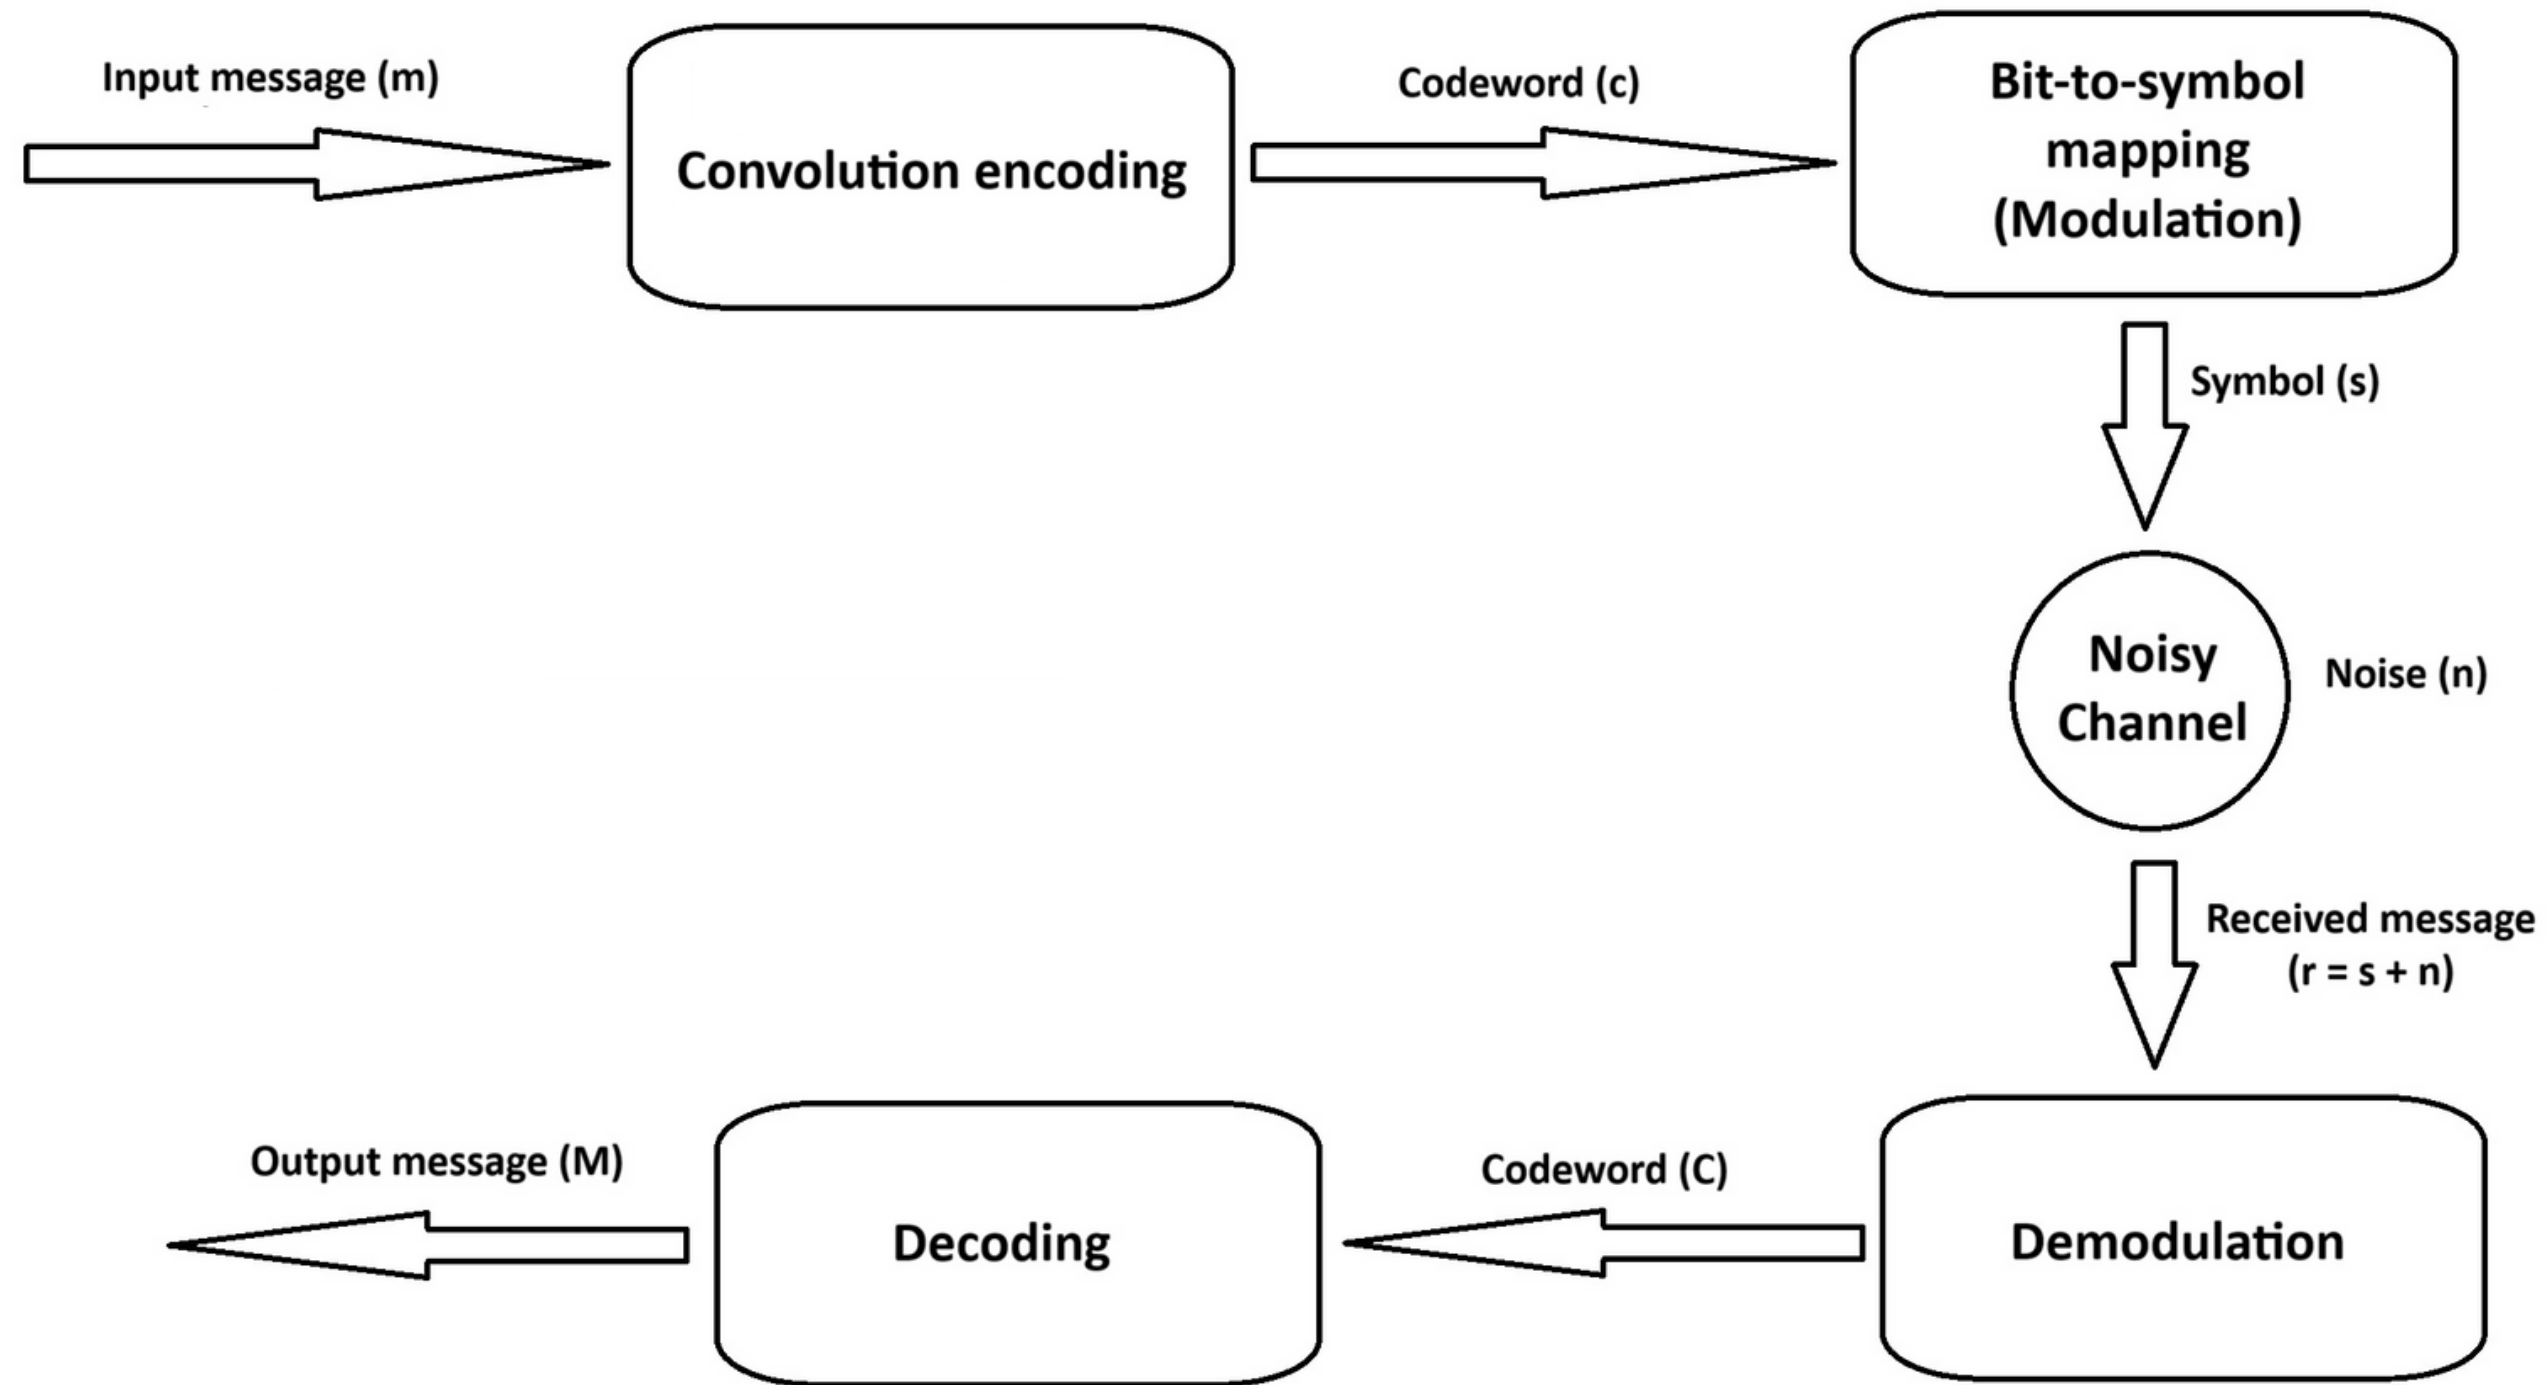 Input message (m)
Convolution encoding
Codeword (c)
Bit-to-symbol
mapping
(Modulation)
Symbol (s)
Noisy
Channel
Noise (n)
Received message
(r = s + n)
Demodulation
Codeword (C)
Decoding
Output message (M)